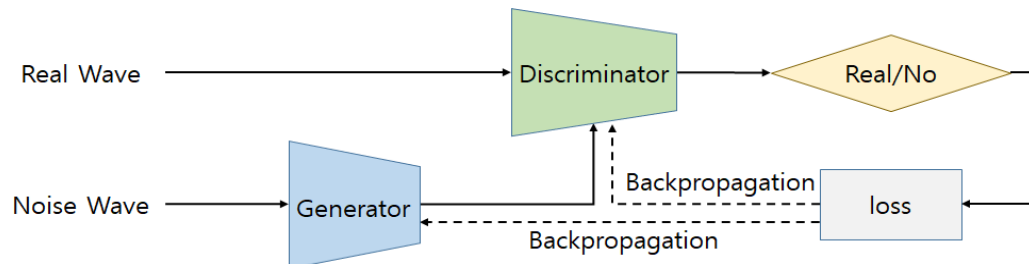 Real Wave
Discriminator
Real/No
Backpropagation
Noise Wave
Generator
loss
Backpropagation